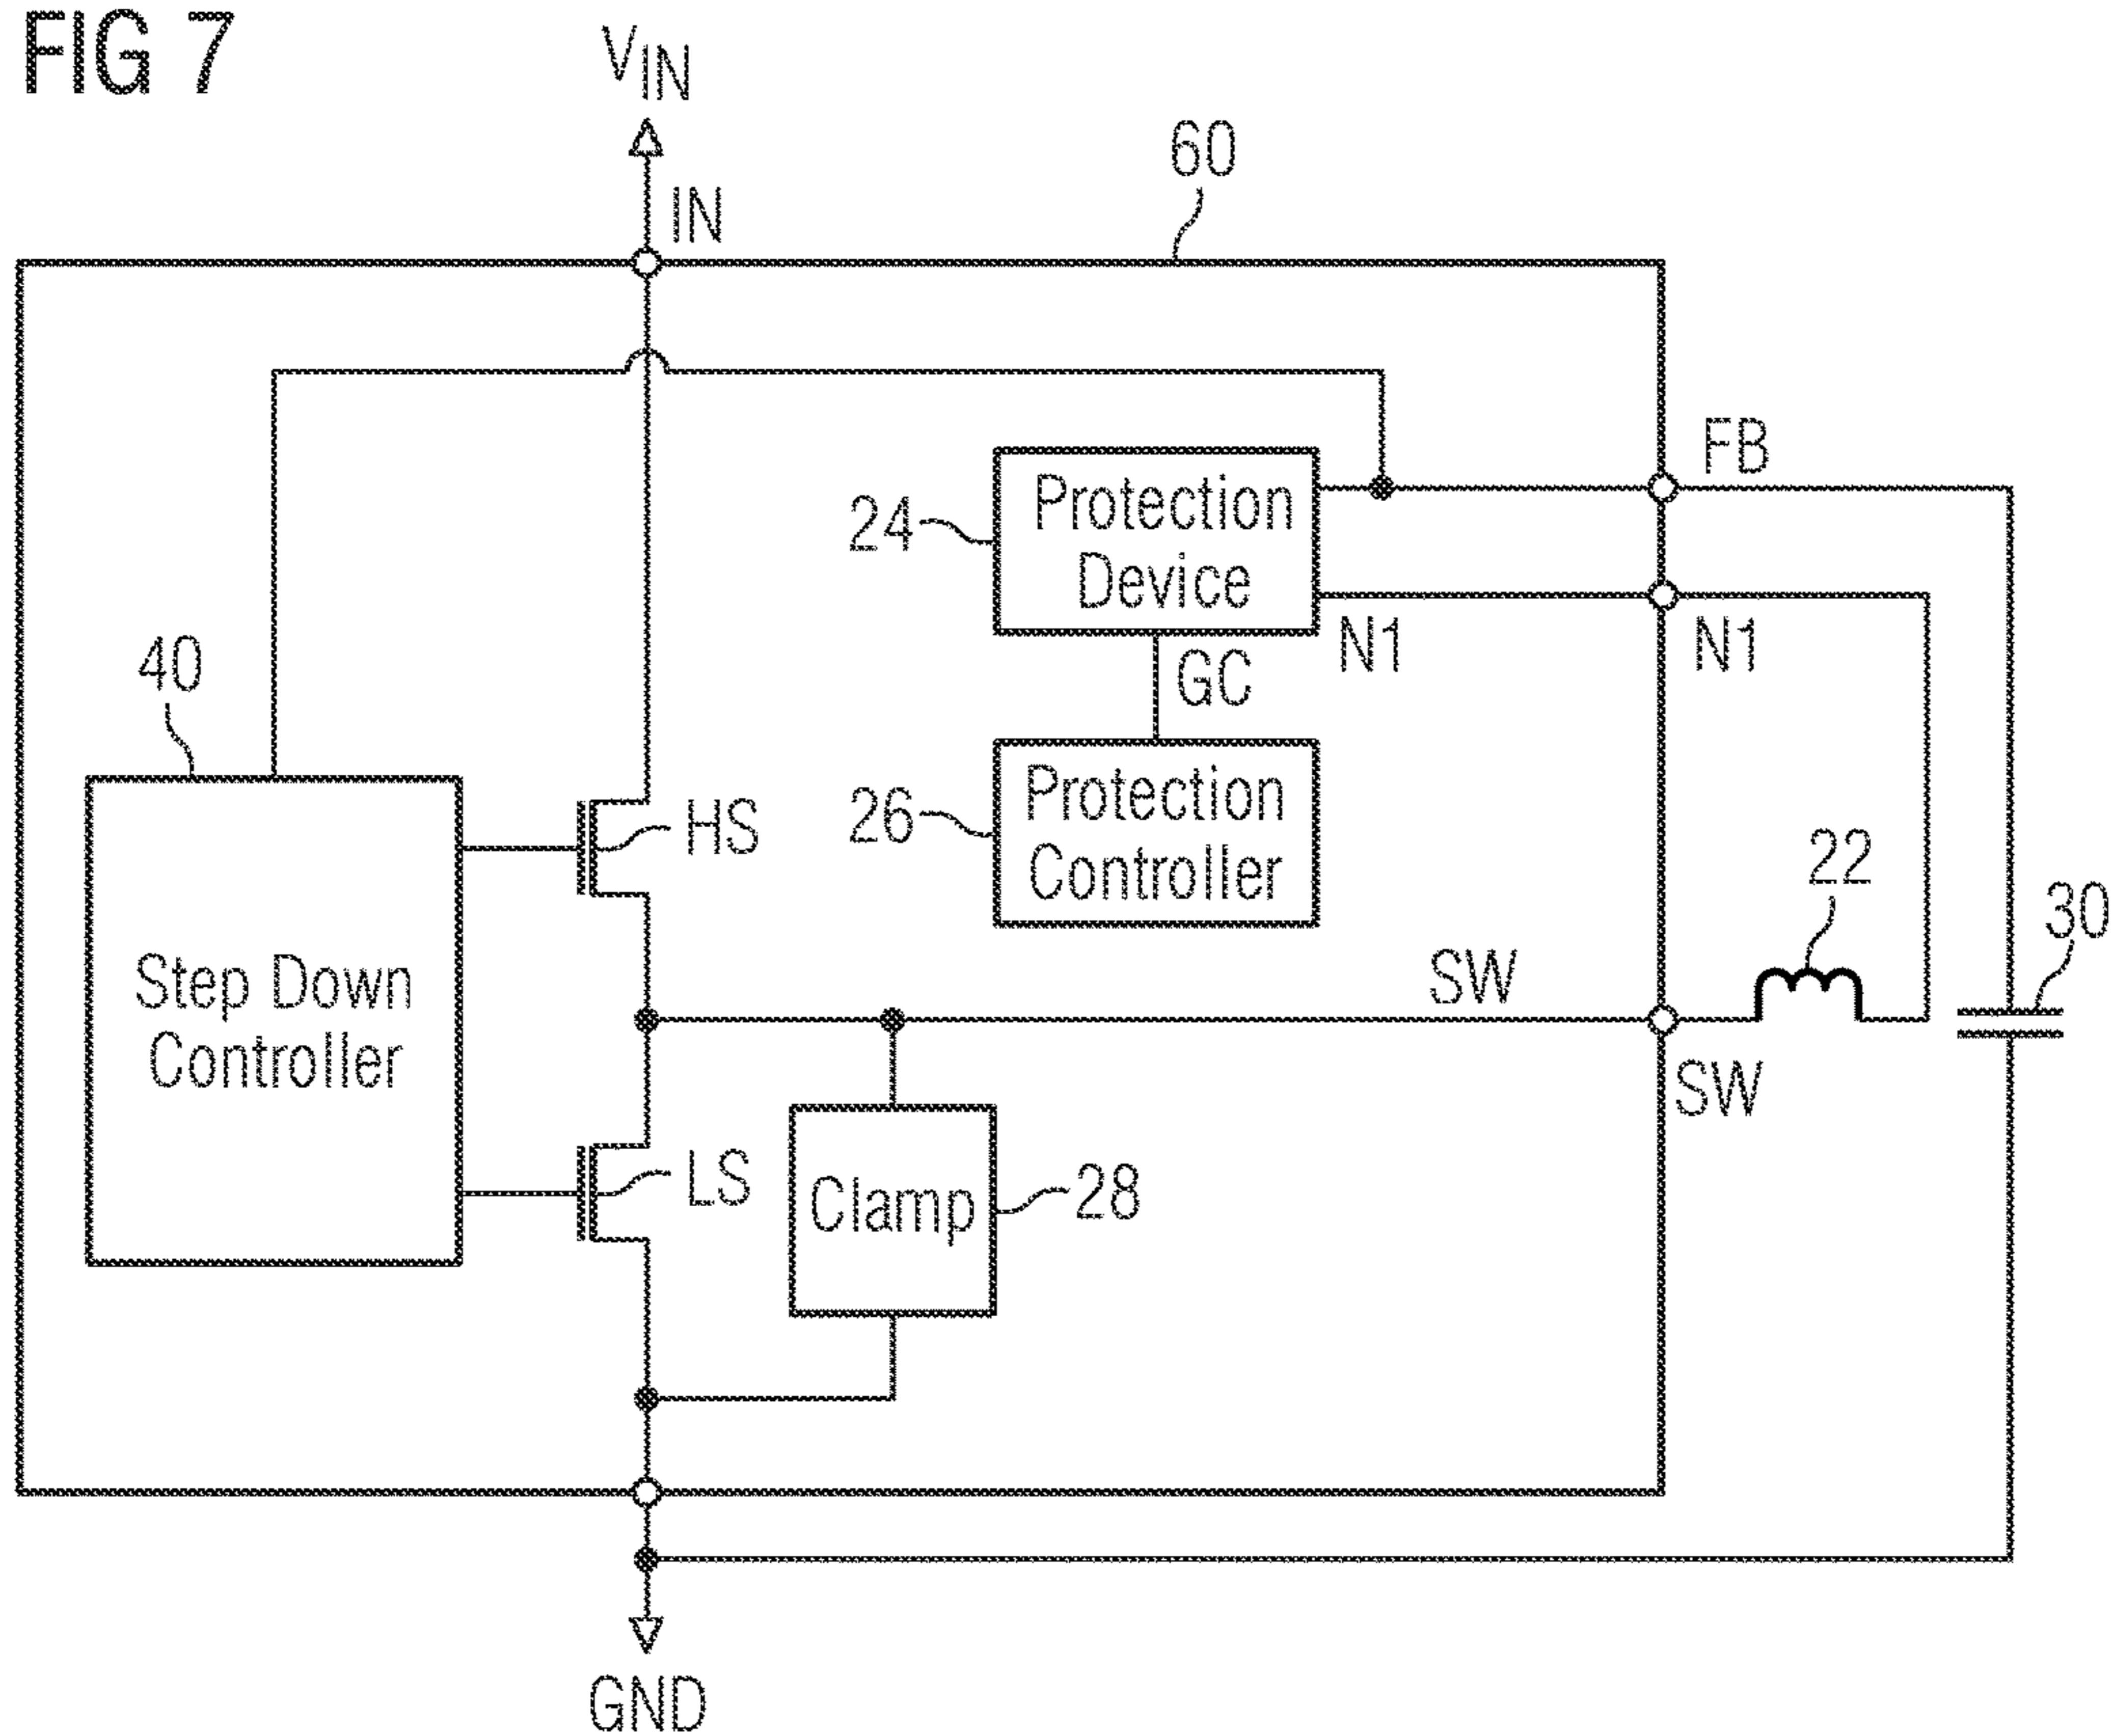 FIG 7
VIN
IN
60
FB
24
Protection
Device
N1
N1
GC
40
26
Protection
Controller
HS
22
30
SW
Step Down
Controller
SW
LS
Clamp
28
GND